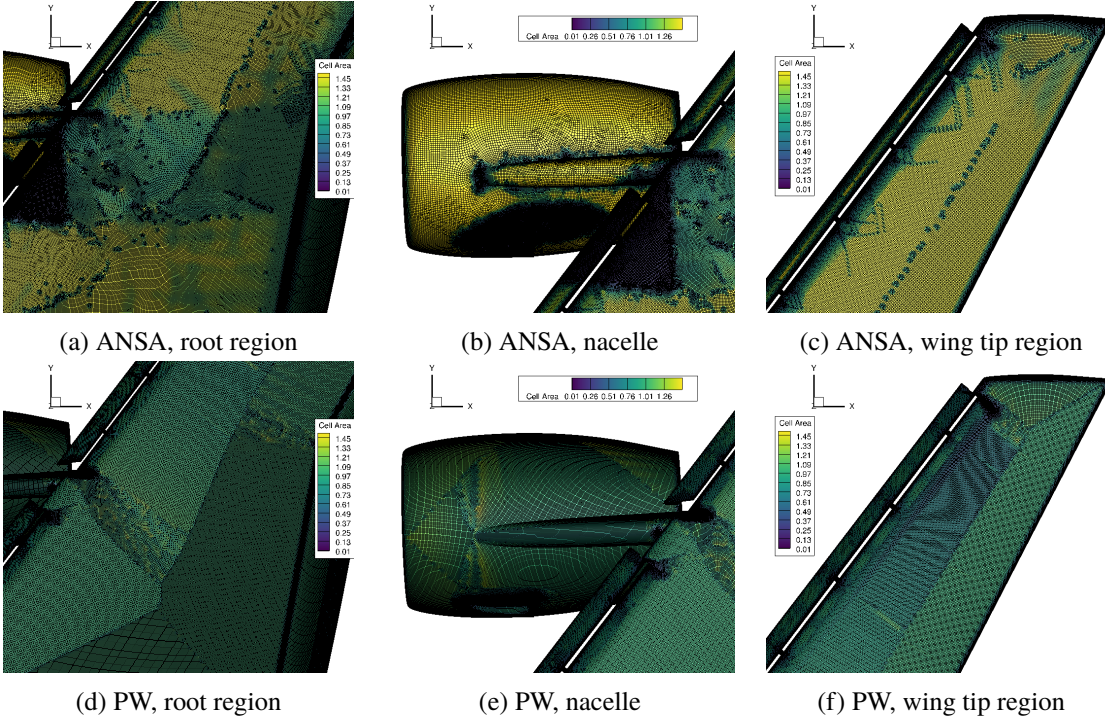 Y
Z
X
Cell Area
1.45
1.33
1.21
1.09
0.97
0.85
0.73
0.61
0.49
0.37
0.25
0.13
0.01
(a) ANSA, root region
Y
Z
X
Cell Area
0.01 0.26 0.51 0.76 1.01 1.26
(b) ANSA, nacelle
Y
Z
X
Cell Area
1.45
1.33
1.21
1.09
0.97
0.85
0.73
0.61
0.49
0.37
0.25
0.13
0.01
(c) ANSA, wing tip region
Y
Z
X
Cell Area
1.45
1.33
1.21
1.09
0.97
0.85
0.73
0.61
0.49
0.37
0.25
0.13
0.01
(d) PW, root region
Y
Z
X
Cell Area
0.01 0.26 0.51 0.76 1.01 1.26
(e) PW, nacelle
Y
Z
X
Cell Area
1.45
1.33
1.21
1.09
0.97
0.85
0.73
0.61
0.49
0.37
0.25
0.13
0.01
(f) PW, wing tip region